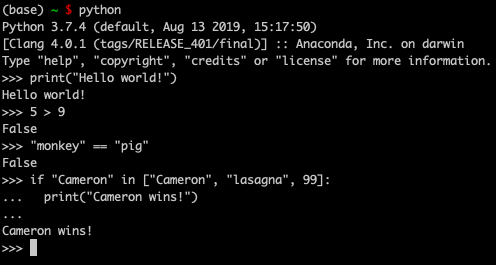 (base) ~ $ python
Python 3.7.4 (default, Aug 13 2019, 15:17:50)
[Clang 4.0.1 (tags/RELEASE_401/final)] :: Anaconda, Inc. on darwin
Type "help", "copyright", "credits" or "license" for more information.
>>> print("Hello world!")
Hello world!
>>> 5 > 9
False
>>> "monkey" == "pig"
False
>>> if "Cameron" in ["Cameron", "lasagna", 99]:
...   print("Cameron wins!")
...
Cameron wins!
>>>